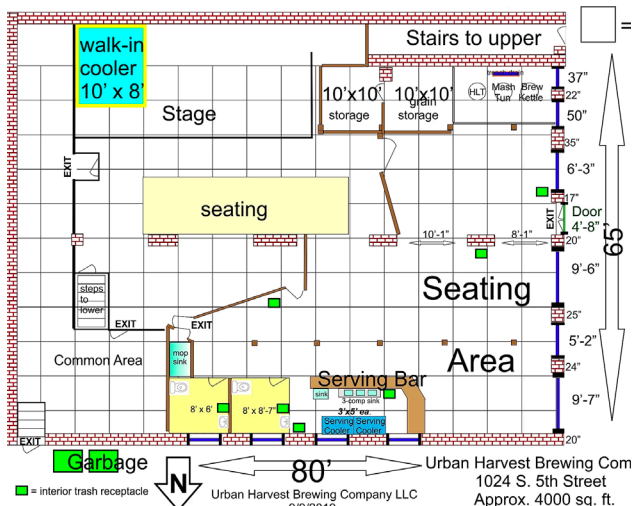 walk-in
cooler
10' x 8'
Stairs to upper
=
Stage
10'x10'
storage
10'x10'
grain
storage
HLT
Mash
Tun
Brew
Kettle
37"
22"
50"
35"
6'-3"
17"
Door
4'-8"
20"
9'-6"
25"
5'-2"
24"
9'-7"
20"
65'
EXIT
EXIT
seating
10'-1"
8'-1"
Seating
Area
steps
to
lower
EXIT
EXIT
Common Area
mop
sink
8' x 6'
8' x 8'-7"
Serving Bar
sink
3-comp sink
3'x5' ea.
Serving
Cooler
Serving
Cooler
EXIT
Garbage
= interior trash receptacle
N
80'
Urban Harvest Brewing Company LLC
Urban Harvest Brewing Com
1024 S. 5th Street
Approx. 4000 sq. ft.